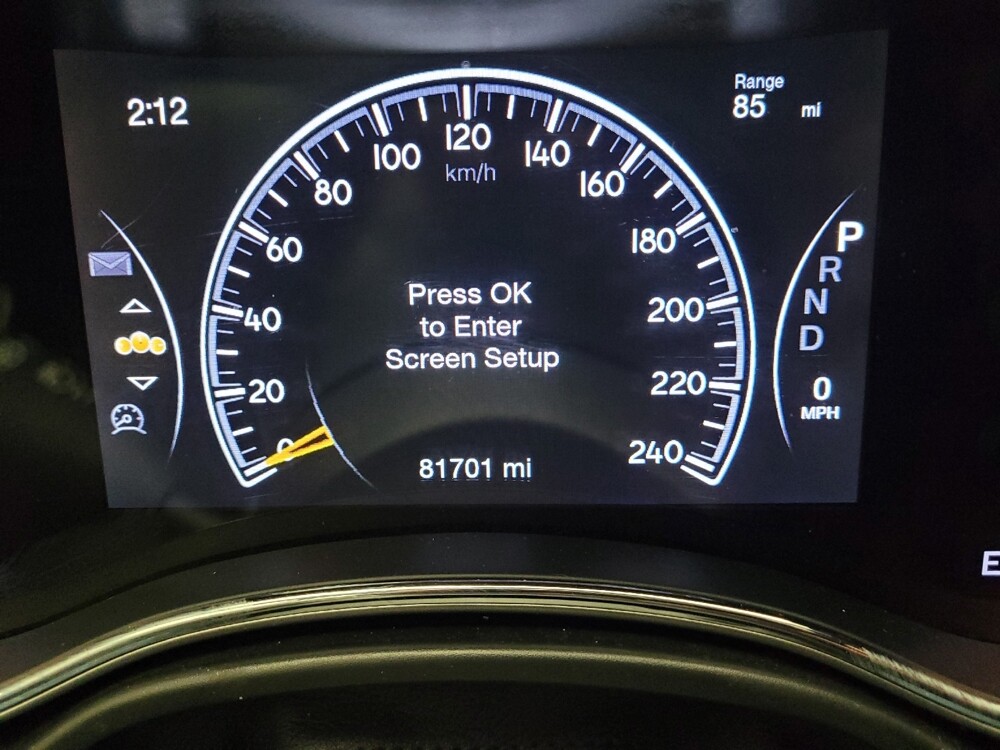 2:12
Range
85 mi
0
20
40
60
80
100
120
140
160
180
200
220
240
km/h
Press OK
to Enter
Screen Setup
81701 mi
P
R
N
D
0
MPH
E